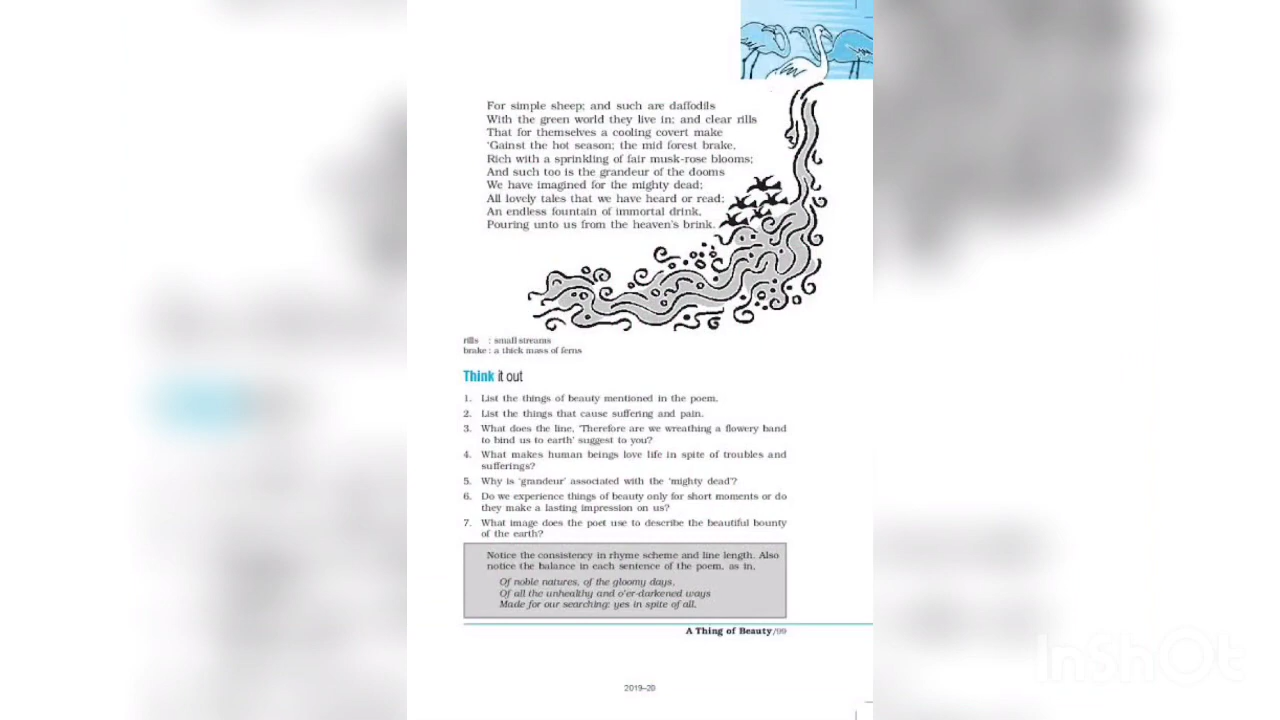 For simple sheep; and such are daffodils
With the green world they live in; and clear rills
That for themselves a cooling covert make
'Gainst the hot season; the mid forest brake,
Rich with a sprinkling of fair musk-rose blooms;
And such too is the grandeur of the dooms
We have imagined for the mighty dead;
All lovely tales that we have heard or read;
An endless fountain of immortal drink,
Pouring unto us from the heaven's brink.
rills : small streams
brake : a thick mass of ferns
Think it out
1. List the things of beauty mentioned in the poem.
2. List the things that cause suffering and pain.
3. What does the line, 'Therefore are we wreathing a flowery band
to bind us to earth' suggest to you?
4. What makes human beings love life in spite of troubles and
sufferings?
5. Why is 'grandeur' associated with the 'mighty dead'?
6. Do we experience things of beauty only for short moments or do
they make a lasting impression on us?
7. What image does the poet use to describe the beautiful bounty
of the earth?
Notice the consistency in rhyme scheme and line length. Also
notice the balance in each sentence of the poem, as in,
Of noble natures, of the gloomy days,
Of all the unhealthy and o'er-darkened ways
Made for our searching; yes in spite of all.
A Thing of Beauty/99
2019–20
InShOt